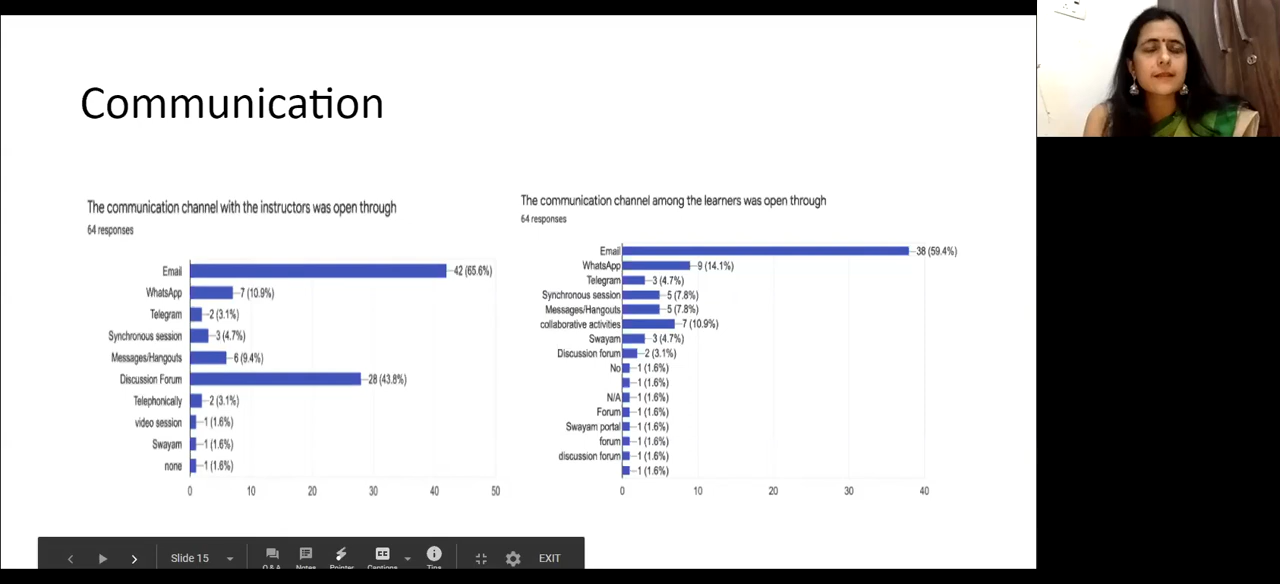 Communication
The communication channel with the instructors was open through
64 responses
Email 42 (65.6%)
WhatsApp 7 (10.9%)
Telegram 2 (3.1%)
Synchronous session 3 (4.7%)
Messages/Hangouts 6 (9.4%)
Discussion Forum 28 (43.8%)
Telephonically 2 (3.1%)
video session 1 (1.6%)
Swayam 1 (1.6%)
none 1 (1.6%)
0 10 20 30 40 50
The communication channel among the learners was open through
64 responses
Email 38 (59.4%)
WhatsApp 9 (14.1%)
Telegram 3 (4.7%)
Synchronous session 5 (7.8%)
Messages/Hangouts 5 (7.8%)
collaborative activities 7 (10.9%)
Swayam 3 (4.7%)
Discussion forum 2 (3.1%)
No 1 (1.6%)
1 (1.6%)
N/A 1 (1.6%)
Forum 1 (1.6%)
Swayam portal 1 (1.6%)
forum 1 (1.6%)
discussion forum 1 (1.6%)
1 (1.6%)
0 10 20 30 40
Slide 15 Q & A Notes Pointer CC Captions Tips EXIT